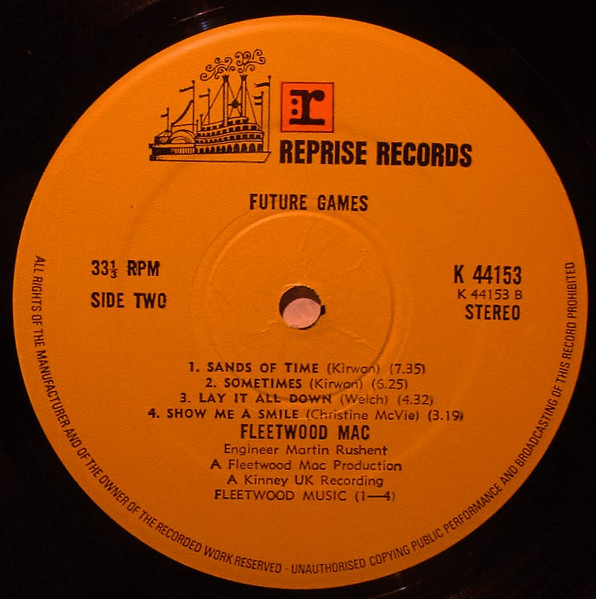 r
REPRISE RECORDS
FUTURE GAMES
33⅓ RPM
SIDE TWO
K 44153
K 44153 B
STEREO
1. SANDS OF TIME (Kirwan) (7.35)
2. SOMETIMES (Kirwan) (6.25)
3. LAY IT ALL DOWN (Welch) (4.32)
4. SHOW ME A SMILE (Christine McVie) (3.19)
FLEETWOOD MAC
Engineer Martin Rushent
A Fleetwood Mac Production
A Kinney UK Recording
FLEETWOOD MUSIC (1—4)
ALL RIGHTS OF THE MANUFACTURER AND OF THE OWNER OF THE RECORDED WORK RESERVED · UNAUTHORISED COPYING PUBLIC PERFORMANCE AND BROADCASTING OF THIS RECORD PROHIBITED